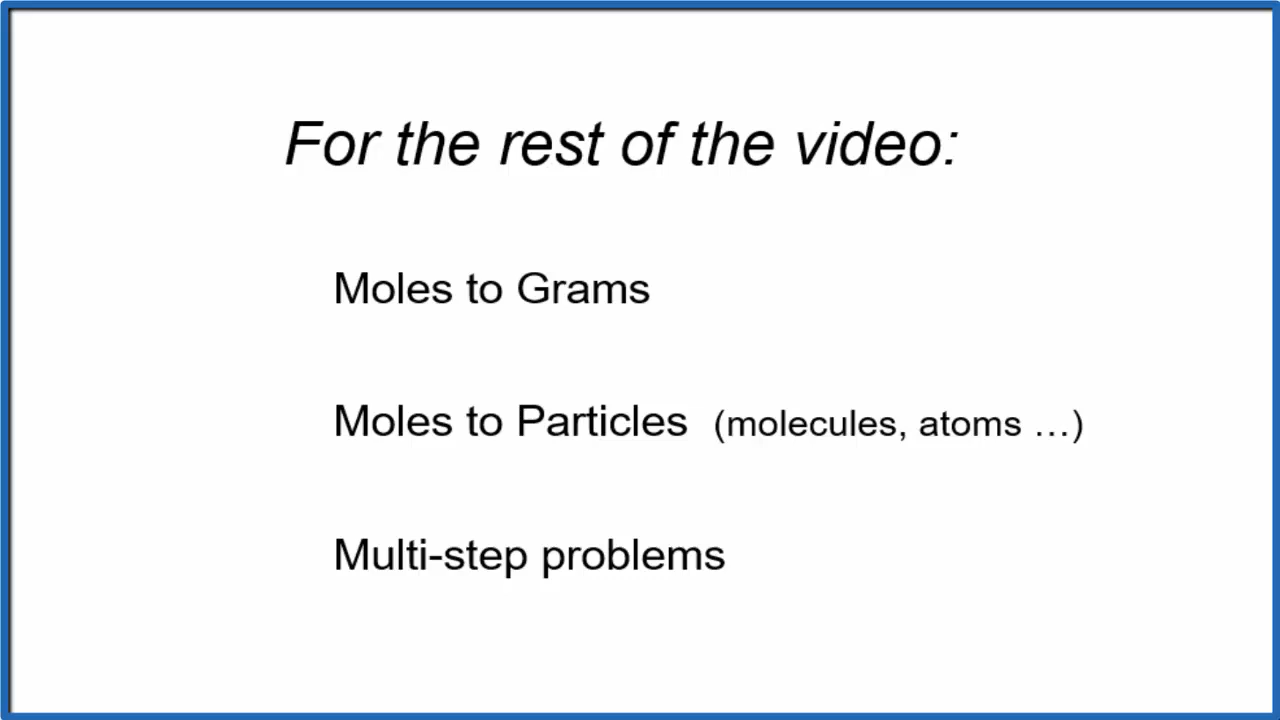 For the rest of the video:
Moles to Grams
Moles to Particles (molecules, atoms …)
Multi-step problems